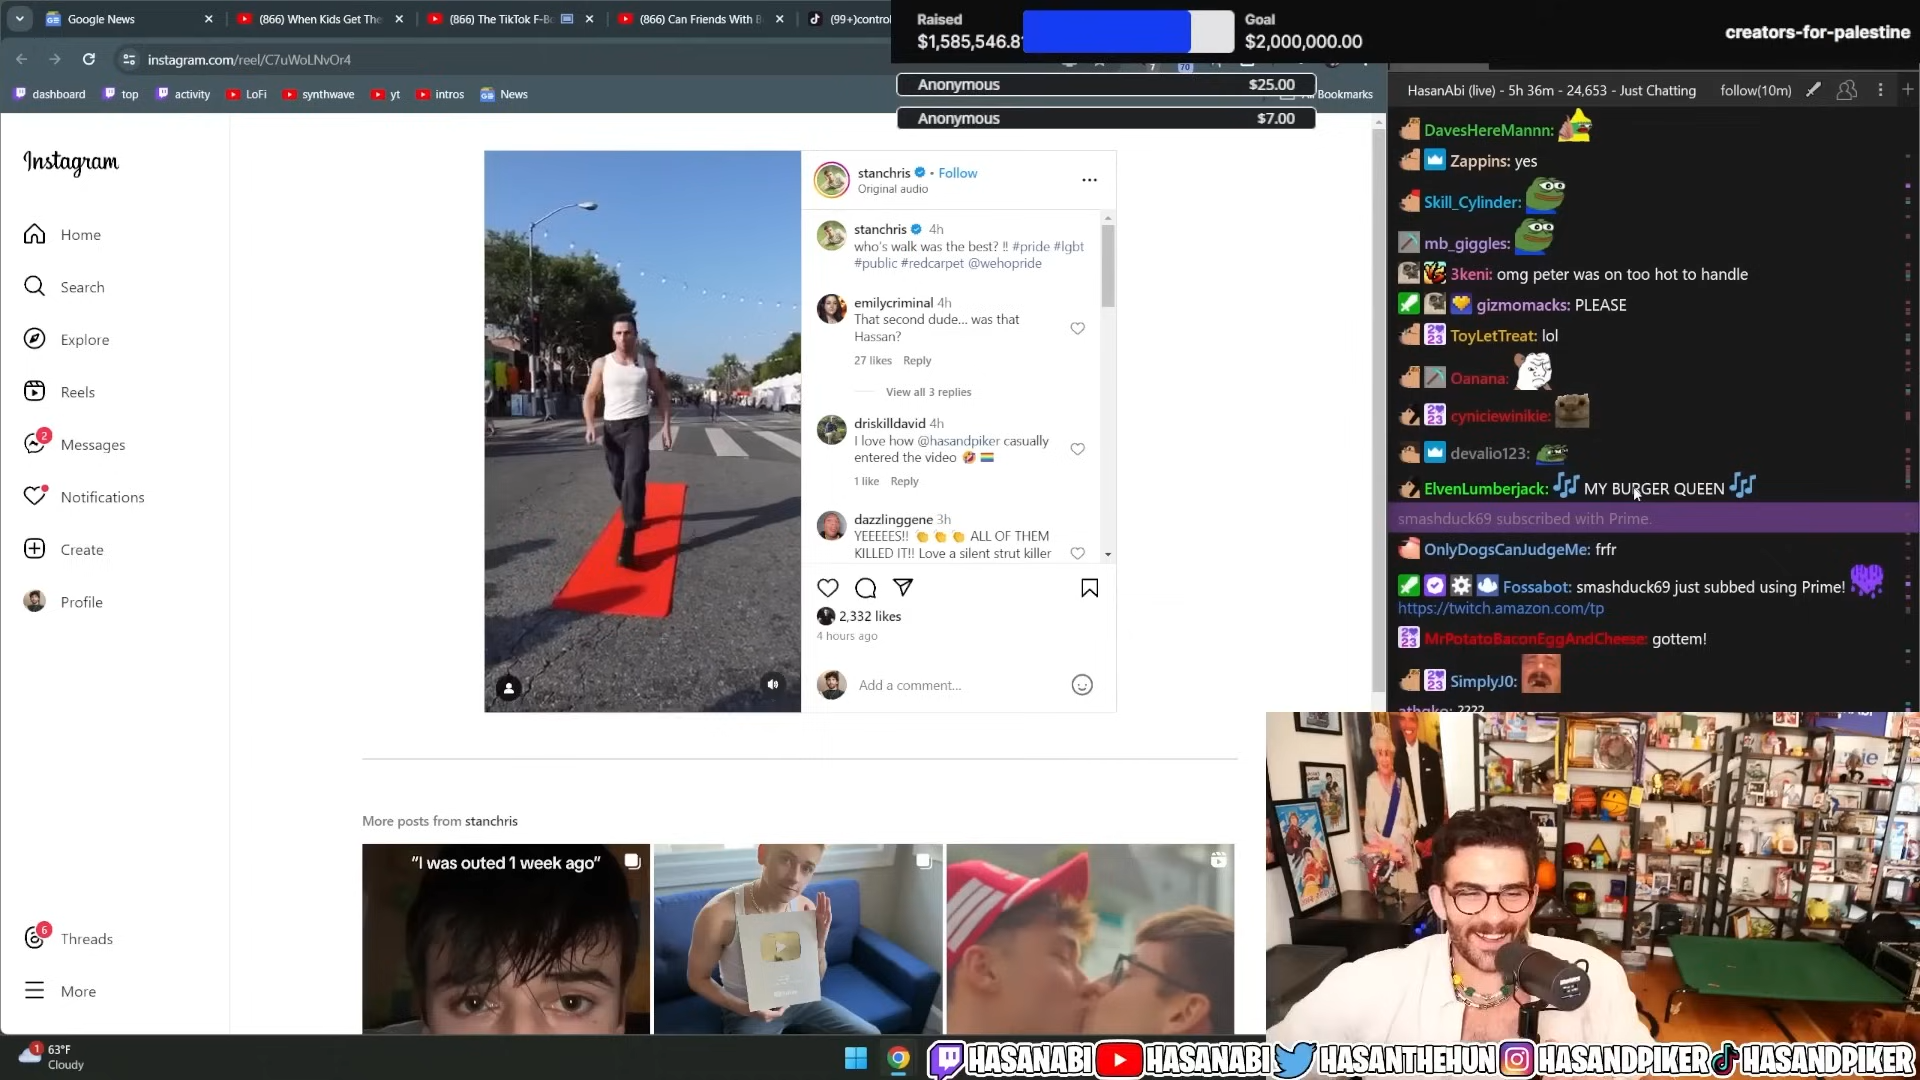 Google News
(866) When Kids Get The
(866) The TikTok F-Bo
(866) Can Friends With B
(99+)control
instagram.com/reel/C7uWoLNvOr4
dashboard
top
activity
LoFi
synthwave
yt
intros
News
Bookmarks
7
70
Raised
$1,585,546.8
Goal
$2,000,000.00
Anonymous $25.00
Anonymous $7.00
creators-for-palestine
Instagram
Home
Search
Explore
Reels
2
Messages
Notifications
Create
Profile
6
Threads
More
stanchris • Follow
Original audio
stanchris 4h
who's walk was the best? ‼ #pride #lgbt
#public #redcarpet @wehopride
emilycriminal 4h
That second dude... was that
Hassan?
27 likes Reply
View all 3 replies
driskilldavid 4h
I love how @hasandpiker casually
entered the video 🤣 🏳️‍🌈
1 like Reply
dazzlinggene 3h
YEEEEES!! 👏 👏 👏 ALL OF THEM
KILLED IT!! Love a silent strut killer
2,332 likes
4 hours ago
Add a comment...
More posts from stanchris
"I was outed 1 week ago"
HasanAbi (live) - 5h 36m - 24,653 - Just Chatting
follow(10m)
DavesHereMannn:
Zappins: yes
Skill_Cylinder:
mb_giggles:
3keni: omg peter was on too hot to handle
gizmomacks: PLEASE
ToyLetTreat: lol
Oanana:
cyniciewinikie:
devalio123:
ElvenLumberjack: 🎶 MY BURGER QUEEN 🎶
smashduck69 subscribed with Prime.
OnlyDogsCanJudgeMe: frfr
Fossabot: smashduck69 just subbed using Prime!
https://twitch.amazon.com/tp
MrPotatoBaconEggAndCheese: gottem!
SimplyJ0:
1
63°F
Cloudy
HASANABI
HASANABI
HASANTHEHUN
HASANDPIKER
HASANDPIKER